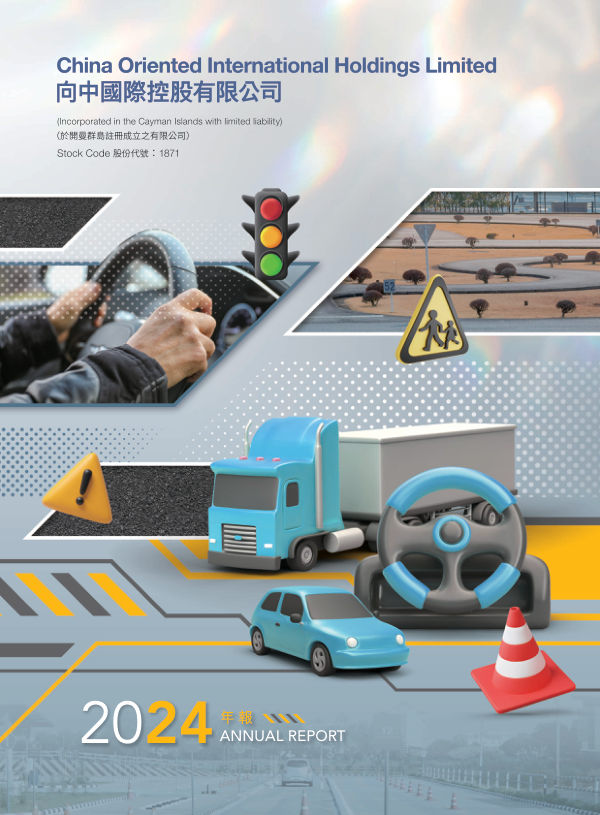 China Oriented International Holdings Limited
向中國際控股有限公司
(Incorporated in the Cayman Islands with limited liability)
(於開曼群島註冊成立之有限公司)
Stock Code 股份代號：1871
52
!
2024 年報
ANNUAL REPORT